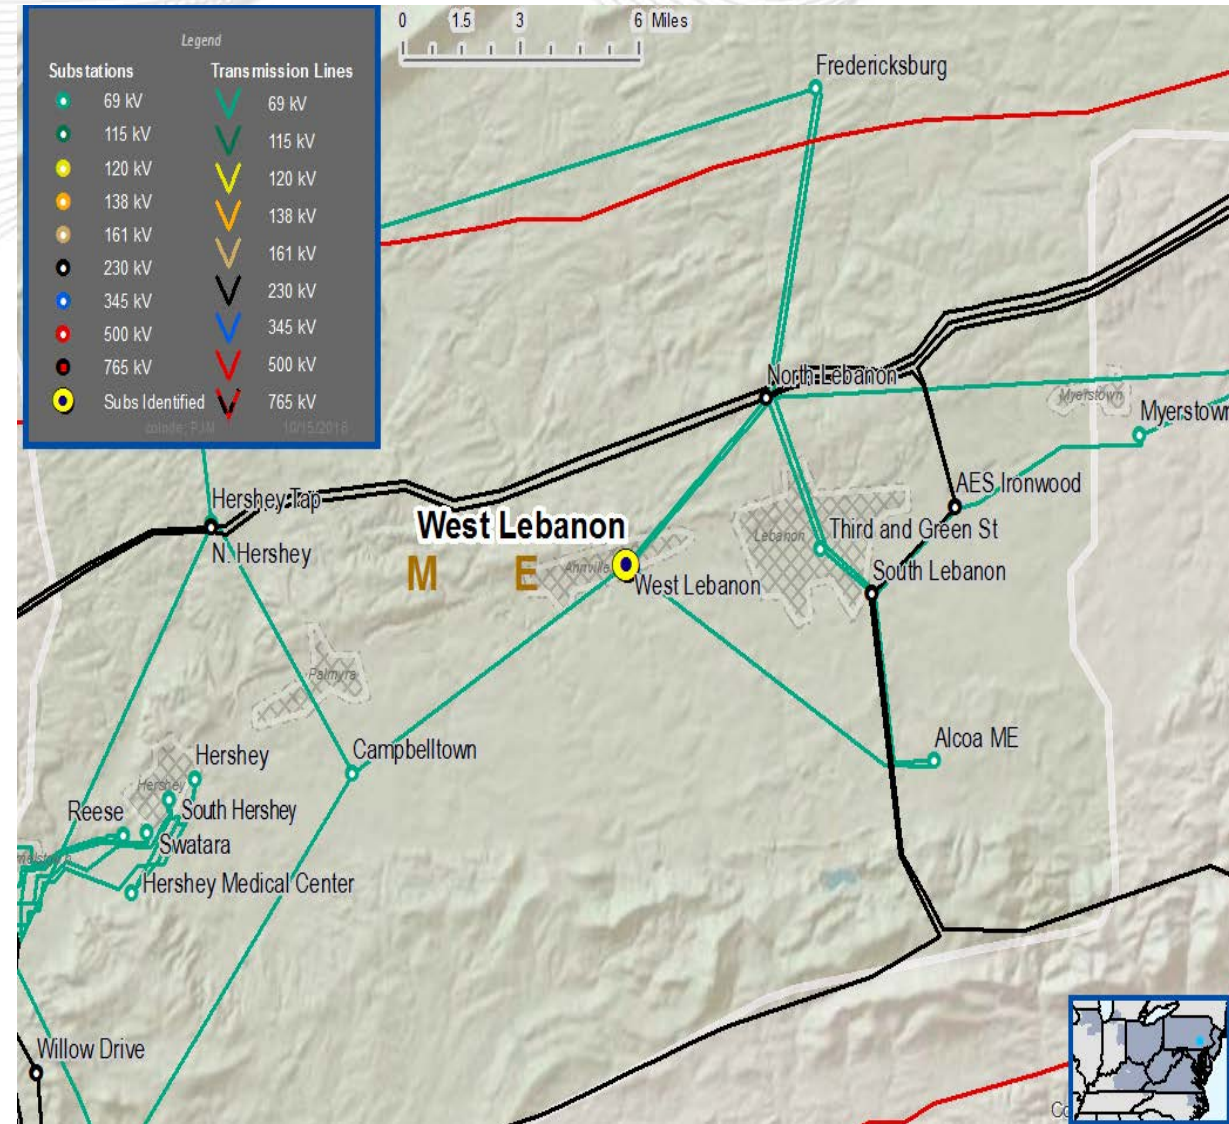 Legend
Substations
Transmission Lines
69 kV
69 kV
115 kV
115 kV
120 kV
120 kV
138 kV
138 kV
161 kV
161 kV
230 kV
230 kV
345 kV
345 kV
500 kV
500 kV
765 kV
765 kV
Subs Identified
10/15/2018
0 1.5 3 6 Miles
Fredericksburg
North Lebanon
Myerstown
Myerstown
Hershey Tap
AES Ironwood
West Lebanon
Lebanon
Third and Green St
N. Hershey
M E
Annville
West Lebanon
South Lebanon
Palmyra
Campbelltown
Alcoa ME
Hershey
Hershey
Reese
South Hershey
Swatara
Hershey Medical Center
Willow Drive